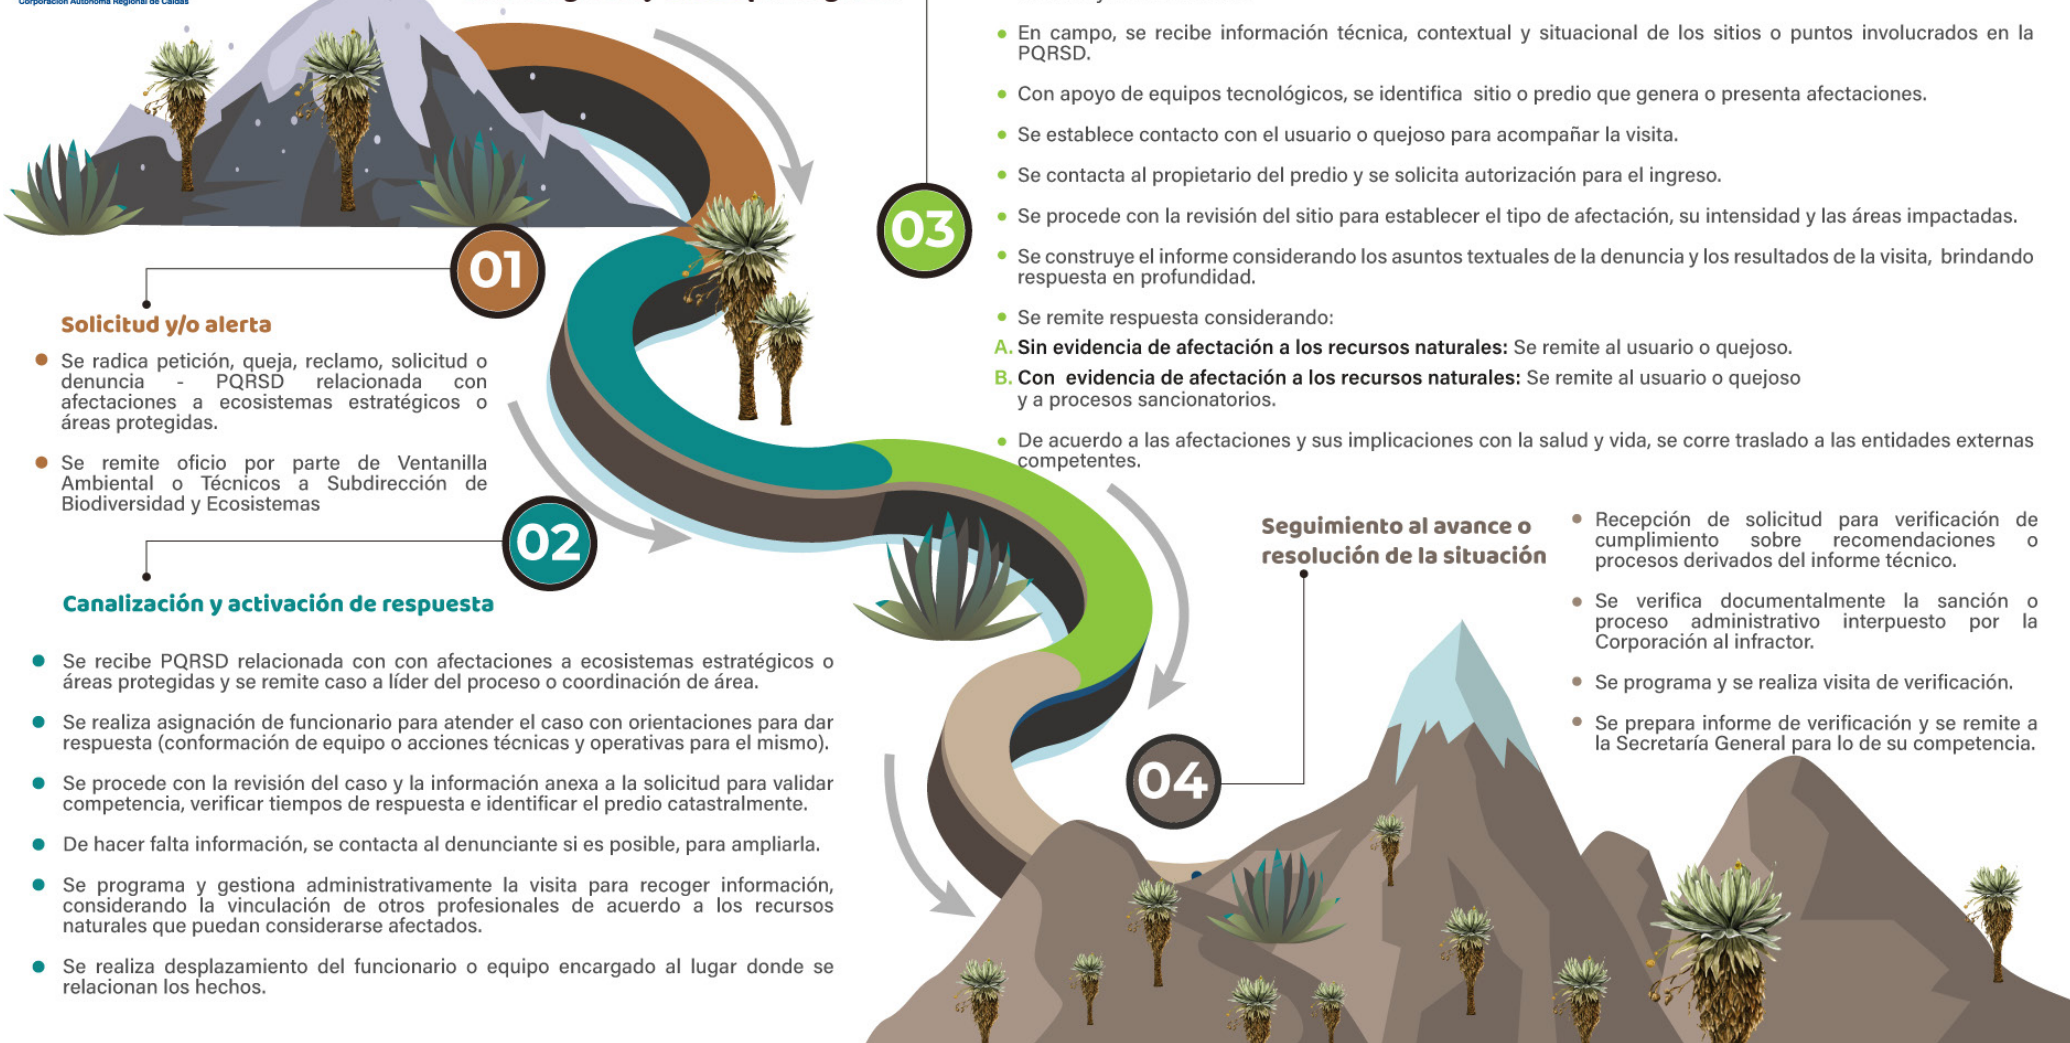 Corporación Autónoma Regional de Caldas
01
Solicitud y/o alerta
Se radica petición, queja, reclamo, solicitud o
denuncia - PQRSD relacionada con
afectaciones a ecosistemas estratégicos o
áreas protegidas.
Se remite oficio por parte de Ventanilla
Ambiental o Técnicos a Subdirección de
Biodiversidad y Ecosistemas
02
Canalización y activación de respuesta
Se recibe PQRSD relacionada con con afectaciones a ecosistemas estratégicos o
áreas protegidas y se remite caso a líder del proceso o coordinación de área.
Se realiza asignación de funcionario para atender el caso con orientaciones para dar
respuesta (conformación de equipo o acciones técnicas y operativas para el mismo).
Se procede con la revisión del caso y la información anexa a la solicitud para validar
competencia, verificar tiempos de respuesta e identificar el predio catastralmente.
De hacer falta información, se contacta al denunciante si es posible, para ampliarla.
Se programa y gestiona administrativamente la visita para recoger información,
considerando la vinculación de otros profesionales de acuerdo a los recursos
naturales que puedan considerarse afectados.
Se realiza desplazamiento del funcionario o equipo encargado al lugar donde se
relacionan los hechos.
03
En campo, se recibe información técnica, contextual y situacional de los sitios o puntos involucrados en la
PQRSD.
Con apoyo de equipos tecnológicos, se identifica sitio o predio que genera o presenta afectaciones.
Se establece contacto con el usuario o quejoso para acompañar la visita.
Se contacta al propietario del predio y se solicita autorización para el ingreso.
Se procede con la revisión del sitio para establecer el tipo de afectación, su intensidad y las áreas impactadas.
Se construye el informe considerando los asuntos textuales de la denuncia y los resultados de la visita, brindando
respuesta en profundidad.
Se remite respuesta considerando:
A. Sin evidencia de afectación a los recursos naturales: Se remite al usuario o quejoso.
B. Con evidencia de afectación a los recursos naturales: Se remite al usuario o quejoso
y a procesos sancionatorios.
De acuerdo a las afectaciones y sus implicaciones con la salud y vida, se corre traslado a las entidades externas
competentes.
04
Seguimiento al avance o
resolución de la situación
Recepción de solicitud para verificación de
cumplimiento sobre recomendaciones o
procesos derivados del informe técnico.
Se verifica documentalmente la sanción o
proceso administrativo interpuesto por la
Corporación al infractor.
Se programa y se realiza visita de verificación.
Se prepara informe de verificación y se remite a
la Secretaría General para lo de su competencia.